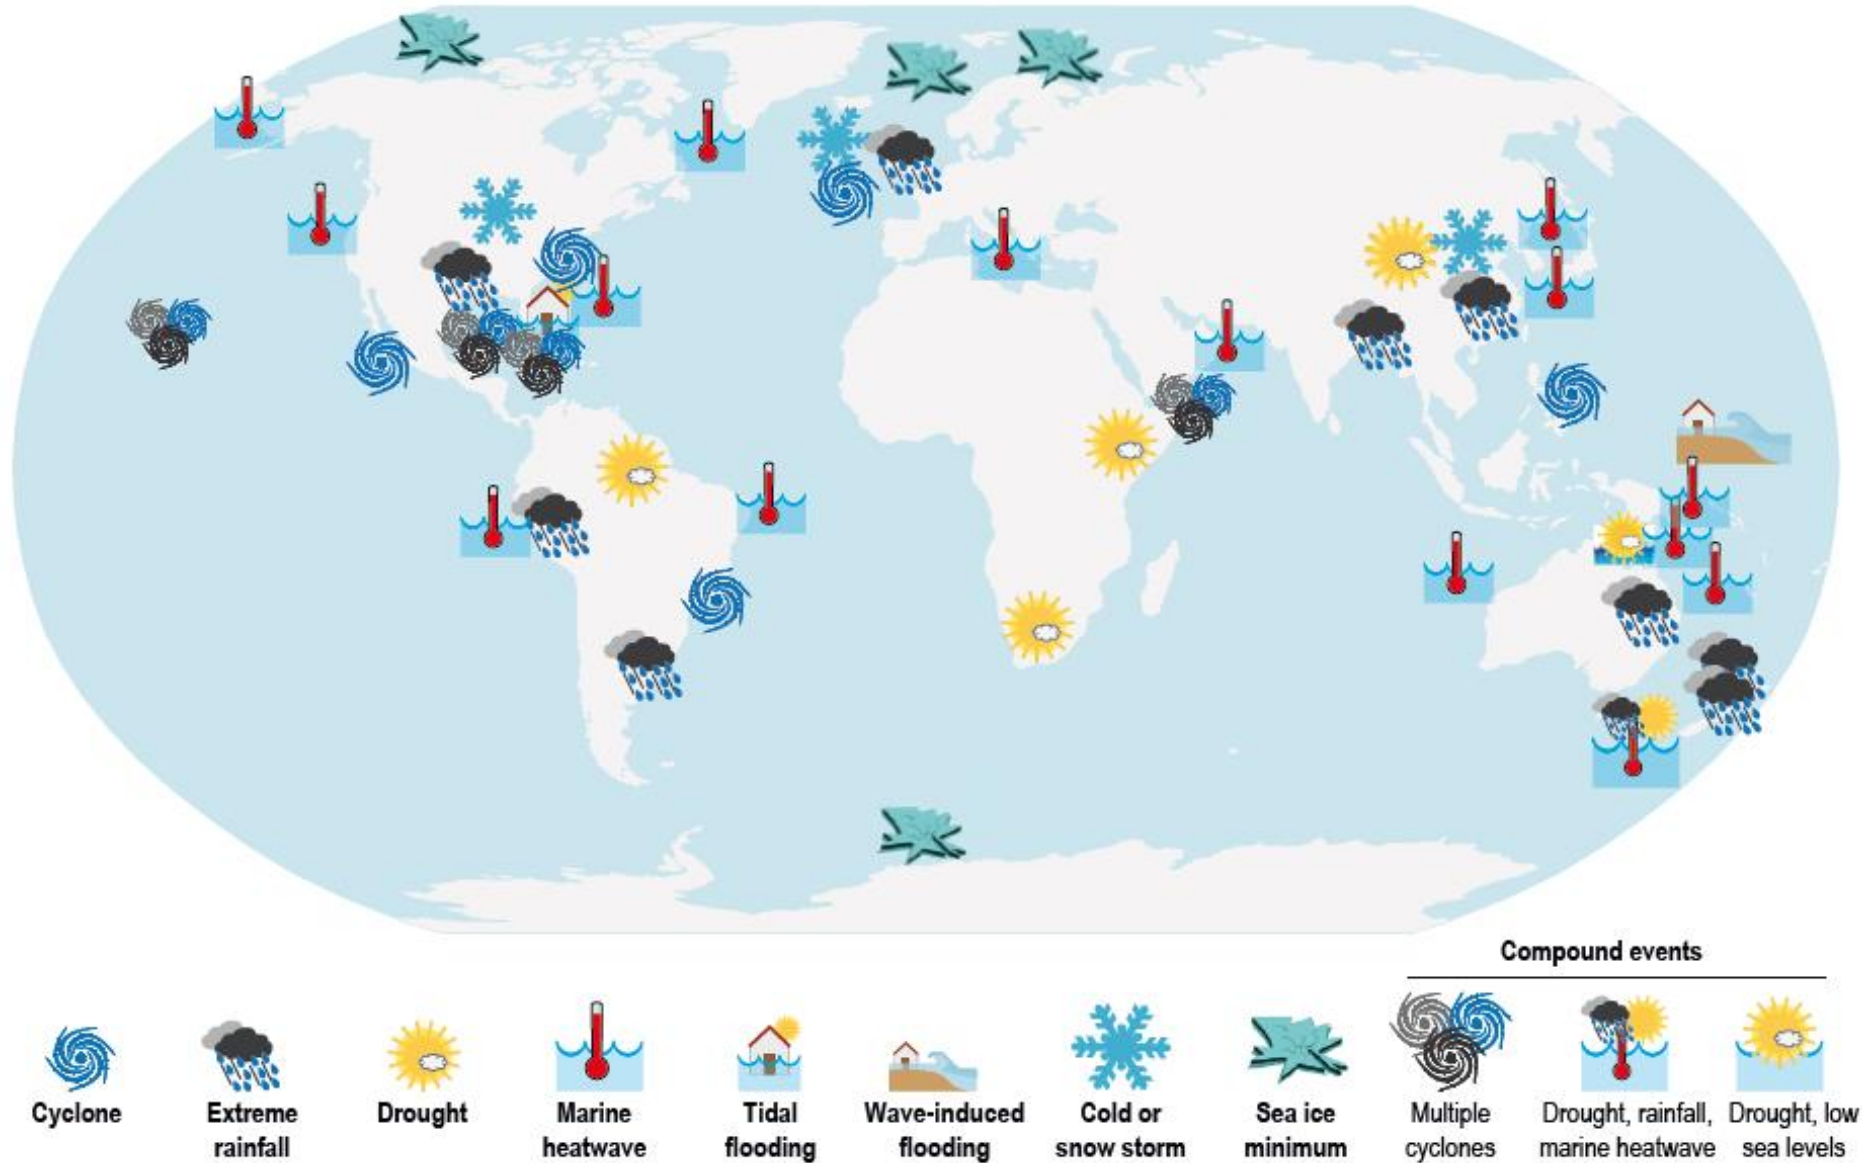 Compound events
Cyclone
Extreme
rainfall
Drought
Marine
heatwave
Tidal
flooding
Wave-induced
flooding
Cold or
snow storm
Sea ice
minimum
Multiple
cyclones
Drought, rainfall,
marine heatwave
Drought, low
sea levels